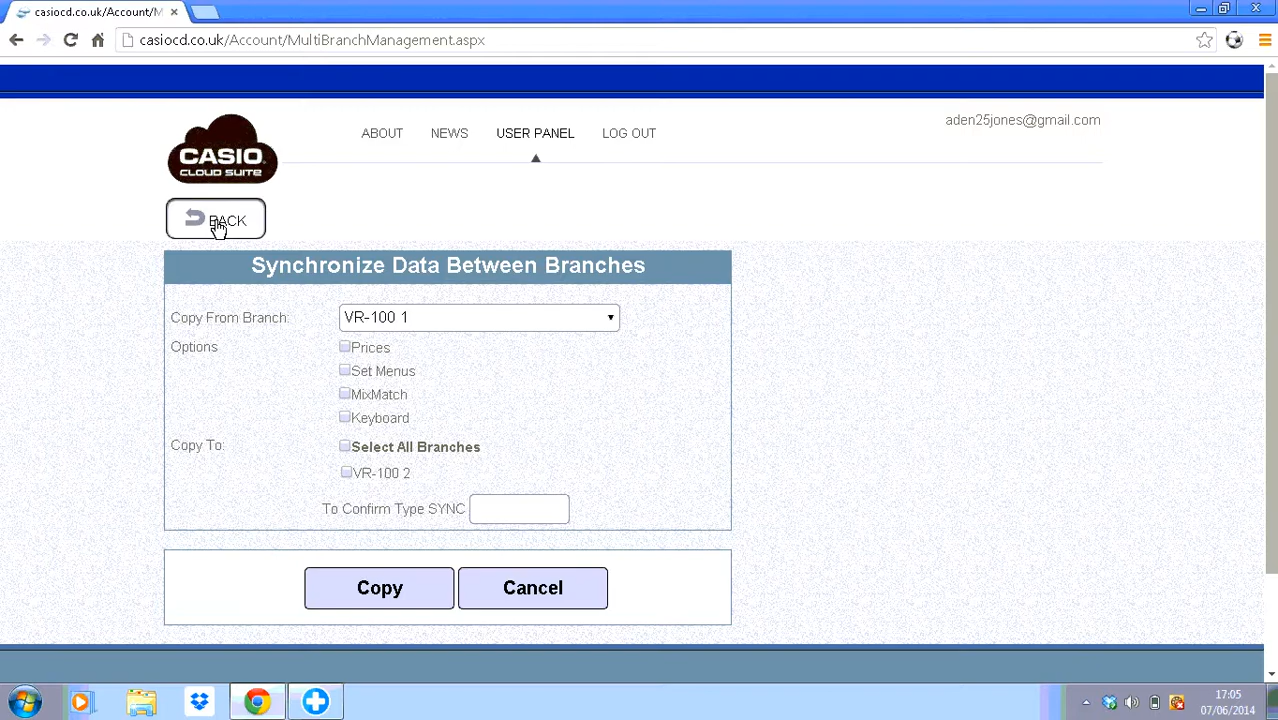 casiocd.co.uk/Account/M
casiocd.co.uk/Account/MultiBranchManagement.aspx
ABOUT NEWS USER PANEL LOG OUT
aden25jones@gmail.com
CASIO
CLOUD SUITE
BACK
Synchronize Data Between Branches
Copy From Branch: VR-100 1
Options Prices
Set Menus
MixMatch
Keyboard
Copy To: Select All Branches
VR-100 2
To Confirm Type SYNC
Copy Cancel
17:05
07/06/2014